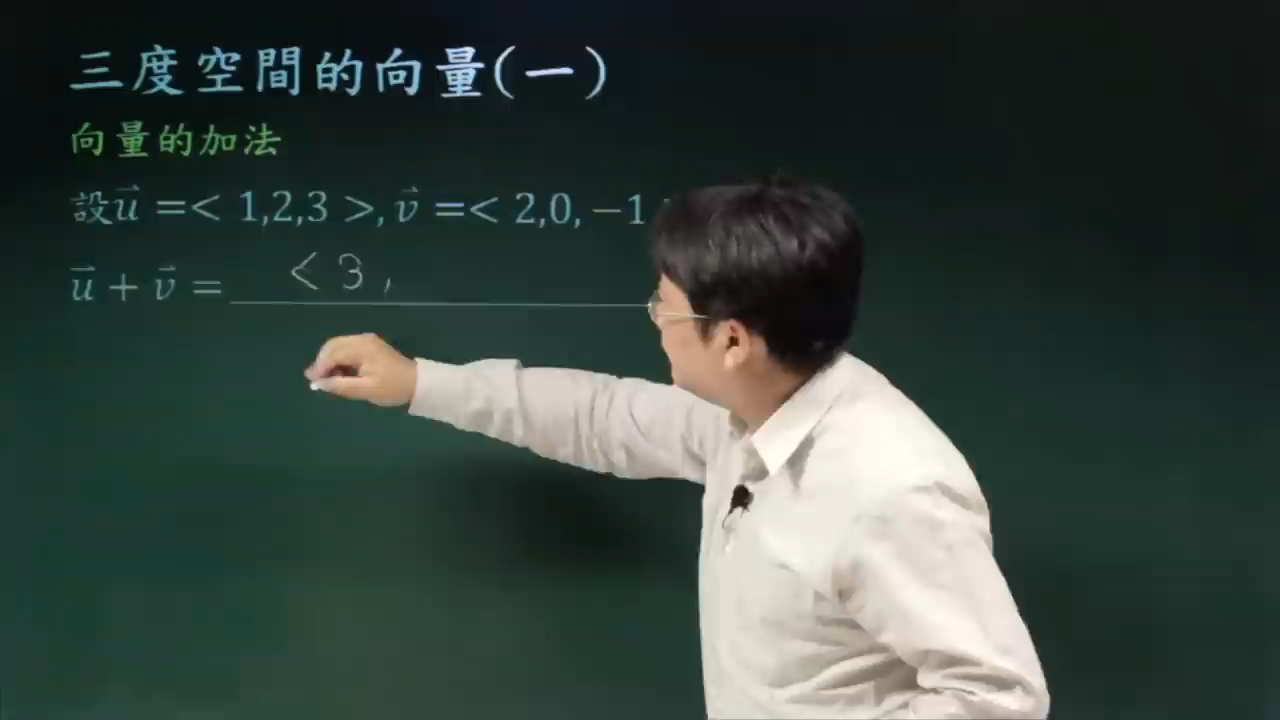 三度空間的向量(一)
向量的加法
設u⃗ =< 1,2,3 >, v⃗ =< 2,0, −1
u⃗ + v⃗ = < 3 ,